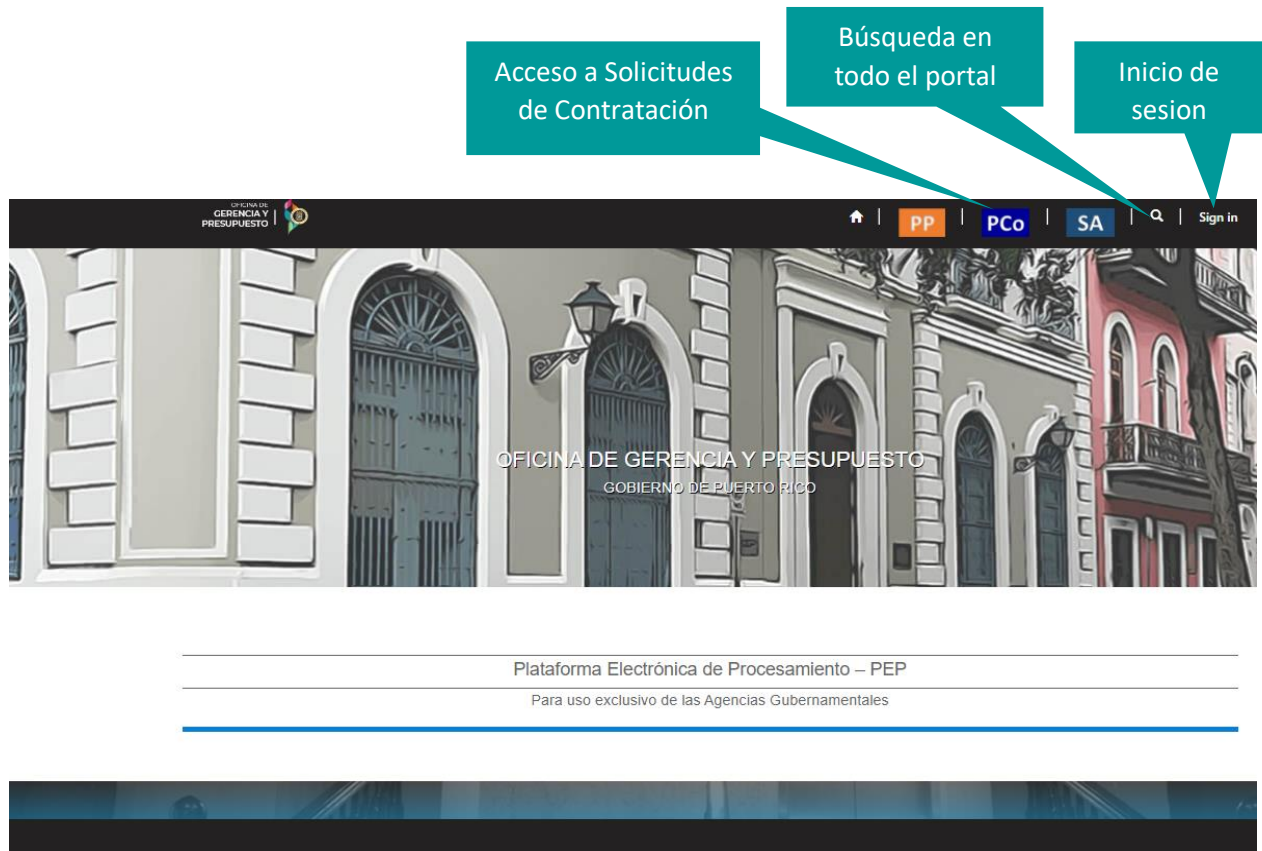 Búsqueda en
todo el portal
Acceso a Solicitudes
de Contratación
Inicio de
sesion
OFICINA DE
GERENCIA Y
PRESUPUESTO
PP
PCo
SA
Sign in
OFICINA DE GERENCIA Y PRESUPUESTO
GOBIERNO DE PUERTO RICO
Plataforma Electrónica de Procesamiento – PEP
Para uso exclusivo de las Agencias Gubernamentales